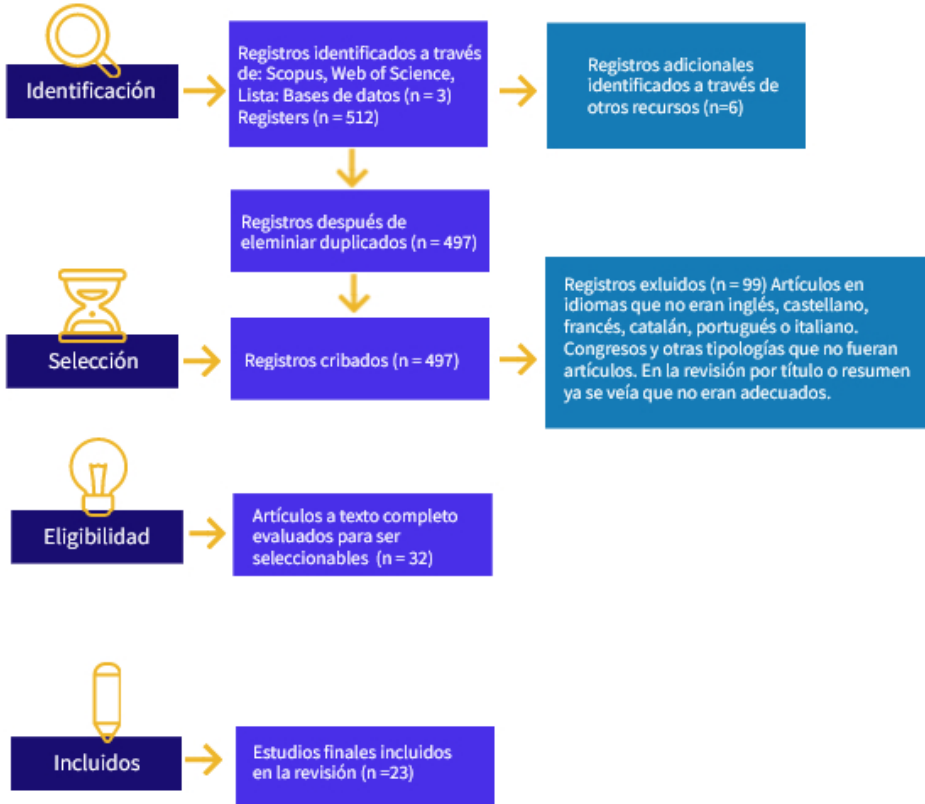 Identificación
Registros identificados a través
de: Scopus, Web of Science,
Lista: Bases de datos (n = 3)
Registers (n = 512)
Registros adicionales
identificados a través de
otros recursos (n=6)
Registros después de
eleminiar duplicados (n = 497)
Selección
Registros cribados (n = 497)
Registros exluidos (n = 99) Artículos en
idiomas que no eran inglés, castellano,
francés, catalán, portugués o italiano.
Congresos y otras tipologías que no fueran
artículos. En la revisión por título o resumen
ya se veía que no eran adecuados.
Eligibilidad
Artículos a texto completo
evaluados para ser
seleccionables (n = 32)
Incluidos
Estudios finales incluidos
en la revisión (n =23)